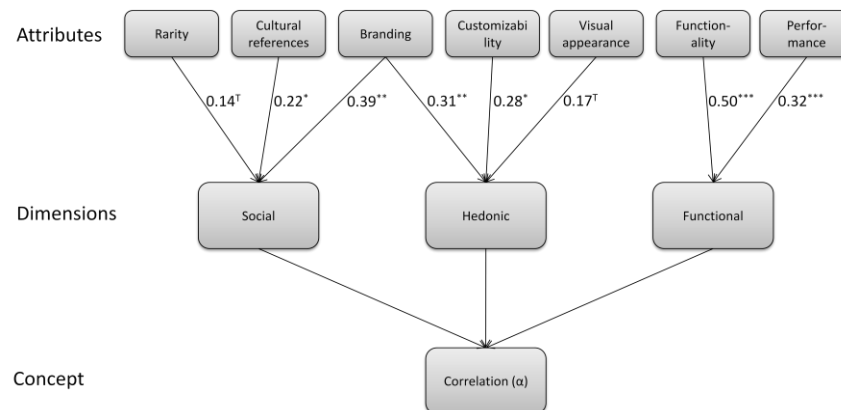 Attributes
Rarity
Cultural
references
Branding
Customizabi
lity
Visual
appearance
Function-
ality
Perfor-
mance
0.14ᵀ
0.22*
0.39**
0.31**
0.28*
0.17ᵀ
0.50***
0.32***
Dimensions
Social
Hedonic
Functional
Concept
Correlation (α)